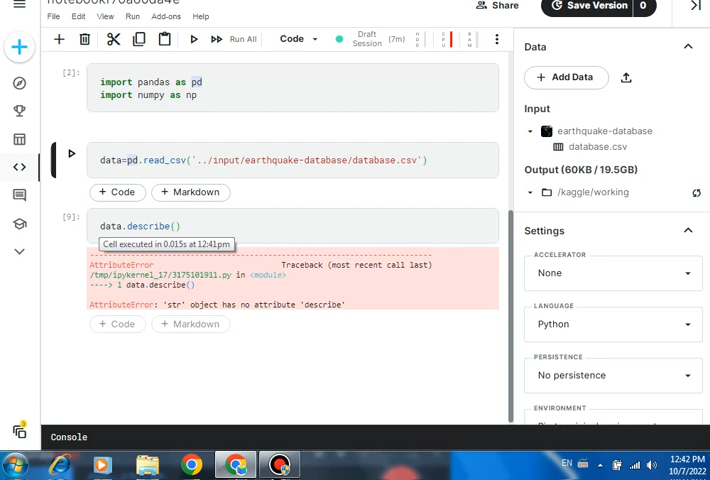 Share
Save Version
0
File Edit View Run Add-ons Help
Run All
Code
Draft
Session
(7m)
Data
[2]:
import pandas as pd
import numpy as np
Add Data
Input
earthquake-database
database.csv
data=pd.read_csv('../input/earthquake-database/database.csv')
+ Code
+ Markdown
Output (60KB / 19.5GB)
/kaggle/working
[9]:
data.describe()
Cell executed in 0.015s at 12:41pm
Settings
AttributeError Traceback (most recent call last)
/tmp/ipykernel_17/3175101911.py in <module>
----> 1 data.describe()
AttributeError: 'str' object has no attribute 'describe'
+ Code
+ Markdown
ACCELERATOR
None
LANGUAGE
Python
PERSISTENCE
No persistence
ENVIRONMENT
Console
EN
12:42 PM
10/7/2022